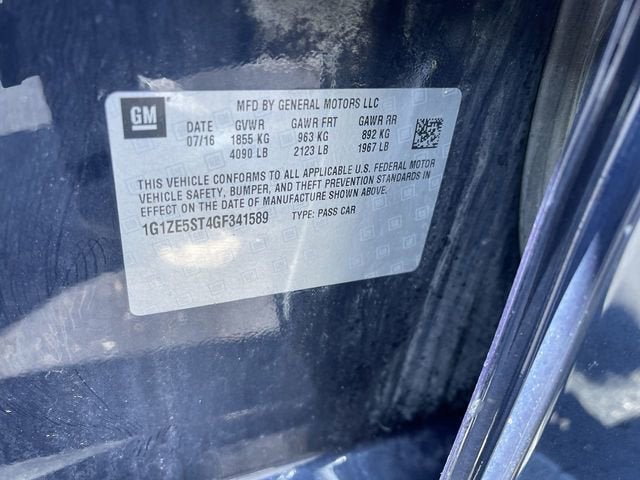 GM
MFD BY GENERAL MOTORS LLC
DATE GVWR GAWR FRT GAWR RR
07/16 1855 KG 963 KG 892 KG
4090 LB 2123 LB 1967 LB
THIS VEHICLE CONFORMS TO ALL APPLICABLE U.S. FEDERAL MOTOR
VEHICLE SAFETY, BUMPER, AND THEFT PREVENTION STANDARDS IN
EFFECT ON THE DATE OF MANUFACTURE SHOWN ABOVE.
1G1ZE5ST4GF341589 TYPE: PASS CAR